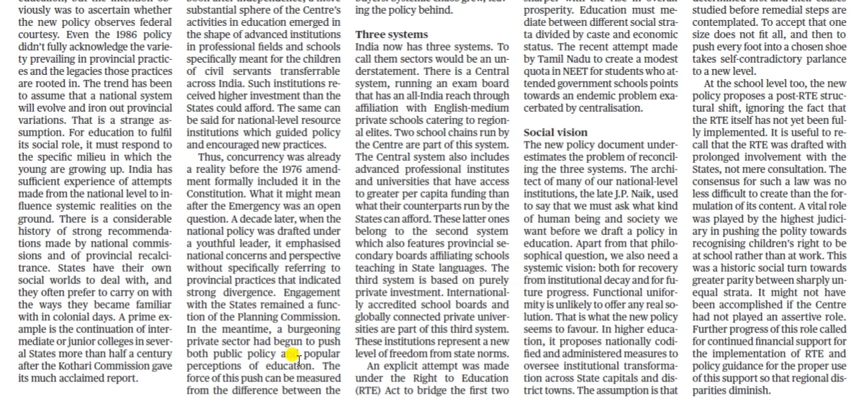 viously was to ascertain whether
the new policy observes federal
courtesy. Even the 1986 policy
didn't fully acknowledge the varie-
ty prevailing in provincial practic-
es and the legacies those practices
are rooted in. The trend has been
to assume that a national system
will evolve and iron out provincial
variations. That is a strange as-
sumption. For education to fulfil
its social role, it must respond to
the specific milieu in which the
young are growing up. India has
sufficient experience of attempts
made from the national level to in-
fluence systemic realities on the
ground. There is a considerable
history of strong recommenda-
tions made by national commis-
sions and of provincial recalci-
trance. States have their own
social worlds to deal with, and
they often prefer to carry on with
the ways they became familiar
with in colonial days. A prime ex-
ample is the continuation of inter-
mediate or junior colleges in sever-
al States more than half a century
after the Kothari Commission gave
its much acclaimed report.
substantial sphere of the Centre's
activities in education emerged in
the shape of advanced institutions
in professional fields and schools
specifically meant for the children
of civil servants transferrable
across India. Such institutions re-
ceived higher investment than the
States could afford. The same can
be said for national-level resource
institutions which guided policy
and encouraged new practices.
Thus, concurrency was already
a reality before the 1976 amend-
ment formally included it in the
Constitution. What it might mean
after the Emergency was an open
question. A decade later, when the
national policy was drafted under
a youthful leader, it emphasised
national concerns and perspective
without specifically referring to
provincial practices that indicated
strong divergence. Engagement
with the States remained a func-
tion of the Planning Commission.
In the meantime, a burgeoning
private sector had begun to push
both public policy popular
perceptions of education. The
force of this push can be measured
from the difference between the
ing the policy behind.
Three systems
India now has three systems. To
call them sectors would be an un-
derstatement. There is a Central
system, running an exam board
that has an all-India reach through
affiliation with English-medium
private schools catering to region-
al elites. Two school chains run by
the Centre are part of this system.
The Central system also includes
advanced professional institutes
and universities that have access
to greater per capita funding than
what their counterparts run by the
States can afford. These latter ones
belong to the second system
which also features provincial se-
condary boards affiliating schools
teaching in State languages. The
third system is based on purely
private investment. International-
ly accredited school boards and
globally connected private univer-
sities are part of this third system.
These institutions represent a new
level of freedom from state norms.
An explicit attempt was made
under the Right to Education
(RTE) Act to bridge the first two
prosperity. Education must me-
diate between different social stra-
ta divided by caste and economic
status. The recent attempt made
by Tamil Nadu to create a modest
quota in NEET for students who at-
tended government schools points
towards an endemic problem exa-
cerbated by centralisation.
Social vision
The new policy document under-
estimates the problem of reconcil-
ing the three systems. The archi-
tect of many of our national-level
institutions, the late J.P. Naik, used
to say that we must ask what kind
of human being and society we
want before we draft a policy in
education. Apart from that philo-
sophical question, we also need a
systemic vision: both for recovery
from institutional decay and for fu-
ture progress. Functional unifor-
mity is unlikely to offer any real so-
lution. That is what the new policy
seems to favour. In higher educa-
tion, it proposes nationally codi-
fied and administered measures to
oversee institutional transforma-
tion across State capitals and dis-
trict towns. The assumption is that
studied before remedial steps are
contemplated. To accept that one
size does not fit all, and then to
push every foot into a chosen shoe
takes self-contradictory parlance
to a new level.
At the school level too, the new
policy proposes a post-RTE struc-
tural shift, ignoring the fact that
the RTE itself has not yet been ful-
ly implemented. It is useful to re-
call that the RTE was drafted with
prolonged involvement with the
States, not mere consultation. The
consensus for such a law was no
less difficult to create than the for-
mulation of its content. A vital role
was played by the highest judici-
ary in pushing the polity towards
recognising children's right to be
at school rather than at work. This
was a historic social turn towards
greater parity between sharply un-
equal strata. It might not have
been accomplished if the Centre
had not played an assertive role.
Further progress of this role called
for continued financial support for
the implementation of RTE and
policy guidance for the proper use
of this support so that regional dis-
parities diminish.